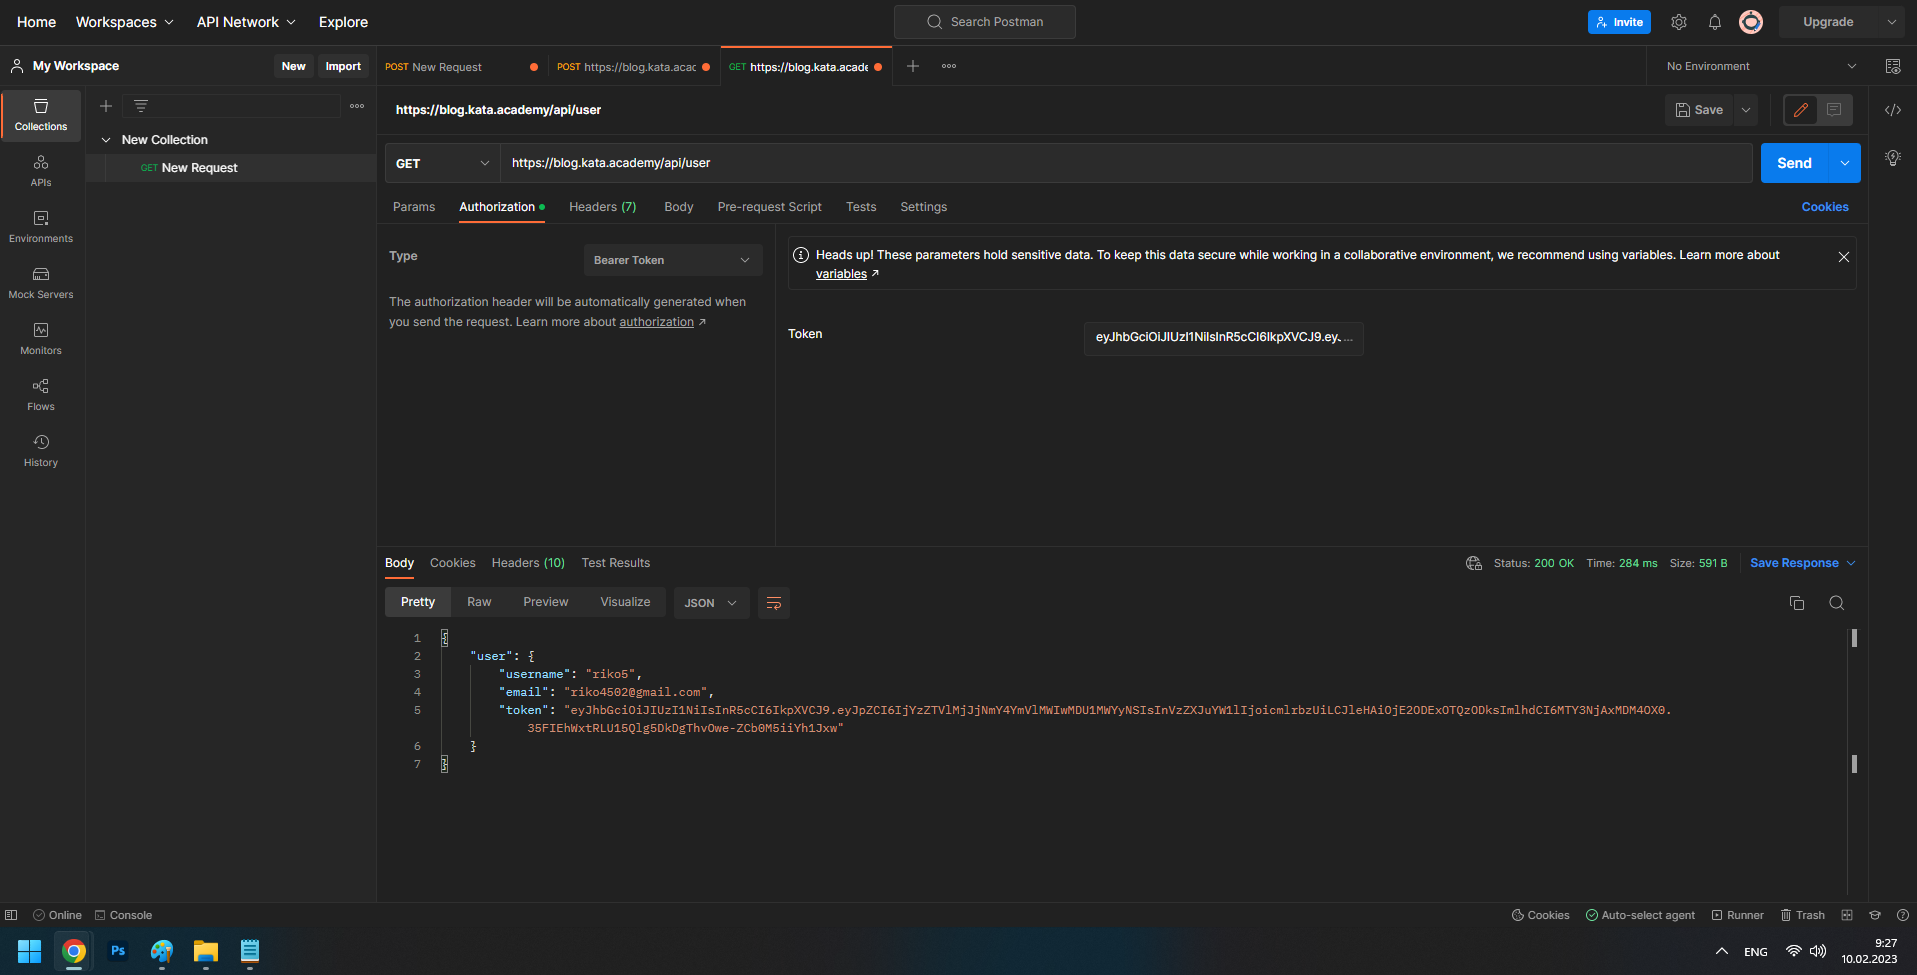 Home Workspaces API Network Explore Search Postman Invite Upgrade
My Workspace New Import POST New Request POST https://blog.kata.acad GET https://blog.kata.acade No Environment
https://blog.kata.academy/api/user Save
Collections
New Collection
GET New Request
GET https://blog.kata.academy/api/user Send
APIs
Params Authorization Headers (7) Body Pre-request Script Tests Settings Cookies
Environments
Type Bearer Token
Heads up! These parameters hold sensitive data. To keep this data secure while working in a collaborative environment, we recommend using variables. Learn more about
variables ↗
Mock Servers
The authorization header will be automatically generated when
you send the request. Learn more about authorization ↗
Token eyJhbGciOiJIUzI1NiIsInR5cCI6IkpXVCJ9.eyJ...
Monitors
Flows
History
Body Cookies Headers (10) Test Results Status: 200 OK Time: 284 ms Size: 591 B Save Response
Pretty Raw Preview Visualize JSON
1 {
2 "user": {
3 "username": "riko5",
4 "email": "riko4502@gmail.com",
5 "token": "eyJhbGciOiJIUzI1NiIsInR5cCI6IkpXVCJ9.eyJpZCI6IjYzZTVlMjJjNmY4YmVlMWIwMDU1MWYyNSIsInVzZXJuYW1lIjoicmlrbzUiLCJleHAiOjE2ODExOTQzODksImlhdCI6MTY3NjAxMDM4OX0.
35FIEhWxtRLU15Qlg5DkDgThvOwe-ZCb0M5iiYh1Jxw"
6 }
7 }
Online Console Cookies Auto-select agent Runner Trash
Ps ENG 9:27
10.02.2023